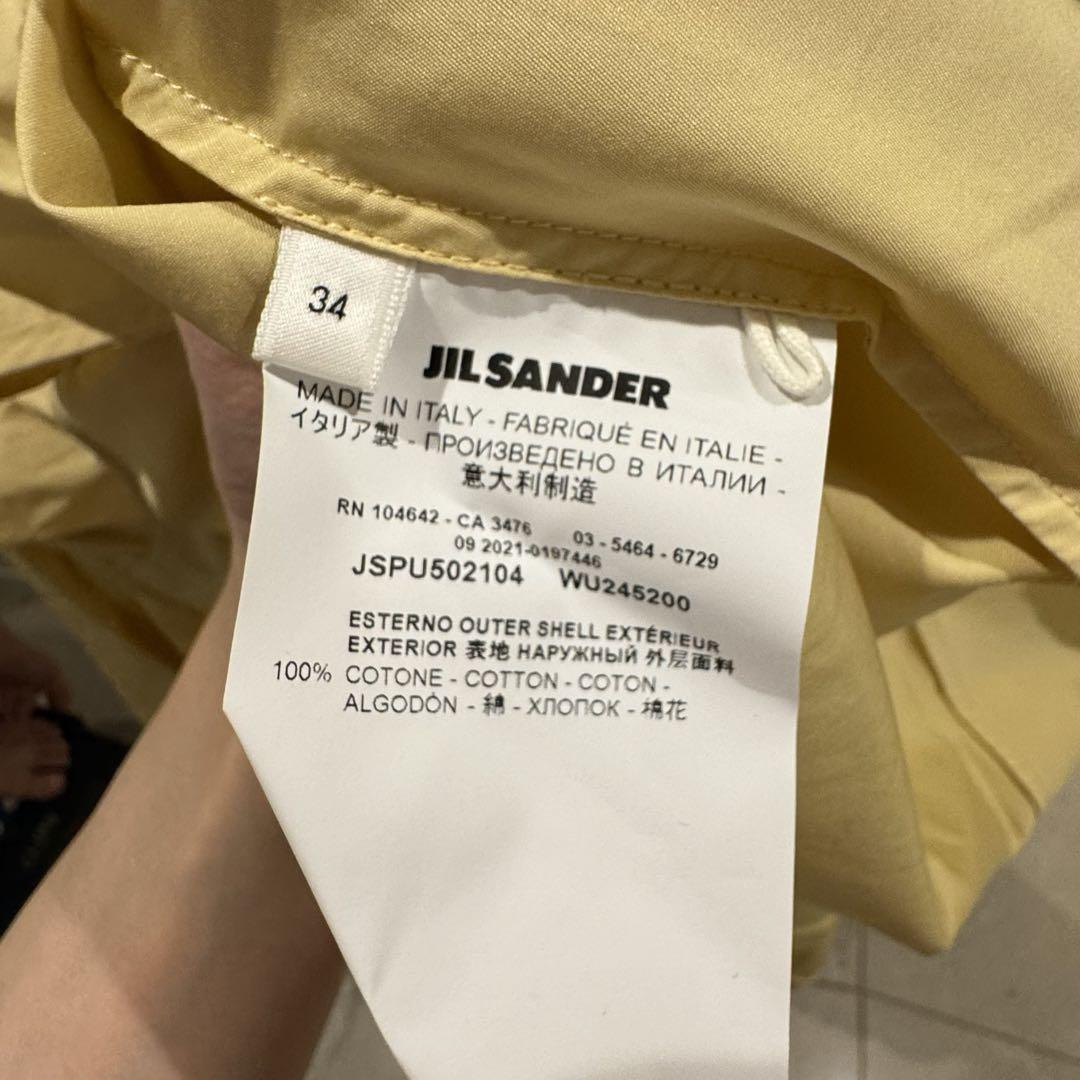 34
JIL SANDER
MADE IN ITALY - FABRIQUÉ EN ITALIE -
イタリア製 - ПРОИЗВЕДЕНО В ИТАЛИИ -
意大利制造
RN 104642 - CA 3476 03 - 5464 - 6729
09 2021-0197446
JSPU502104 WU245200
ESTERNO OUTER SHELL EXTÉRIEUR
EXTERIOR 表地 НАРУЖНЫЙ 外层面料
100% COTONE - COTTON - COTON -
ALGODÓN - 綿 - ХЛОПОК - 棉花